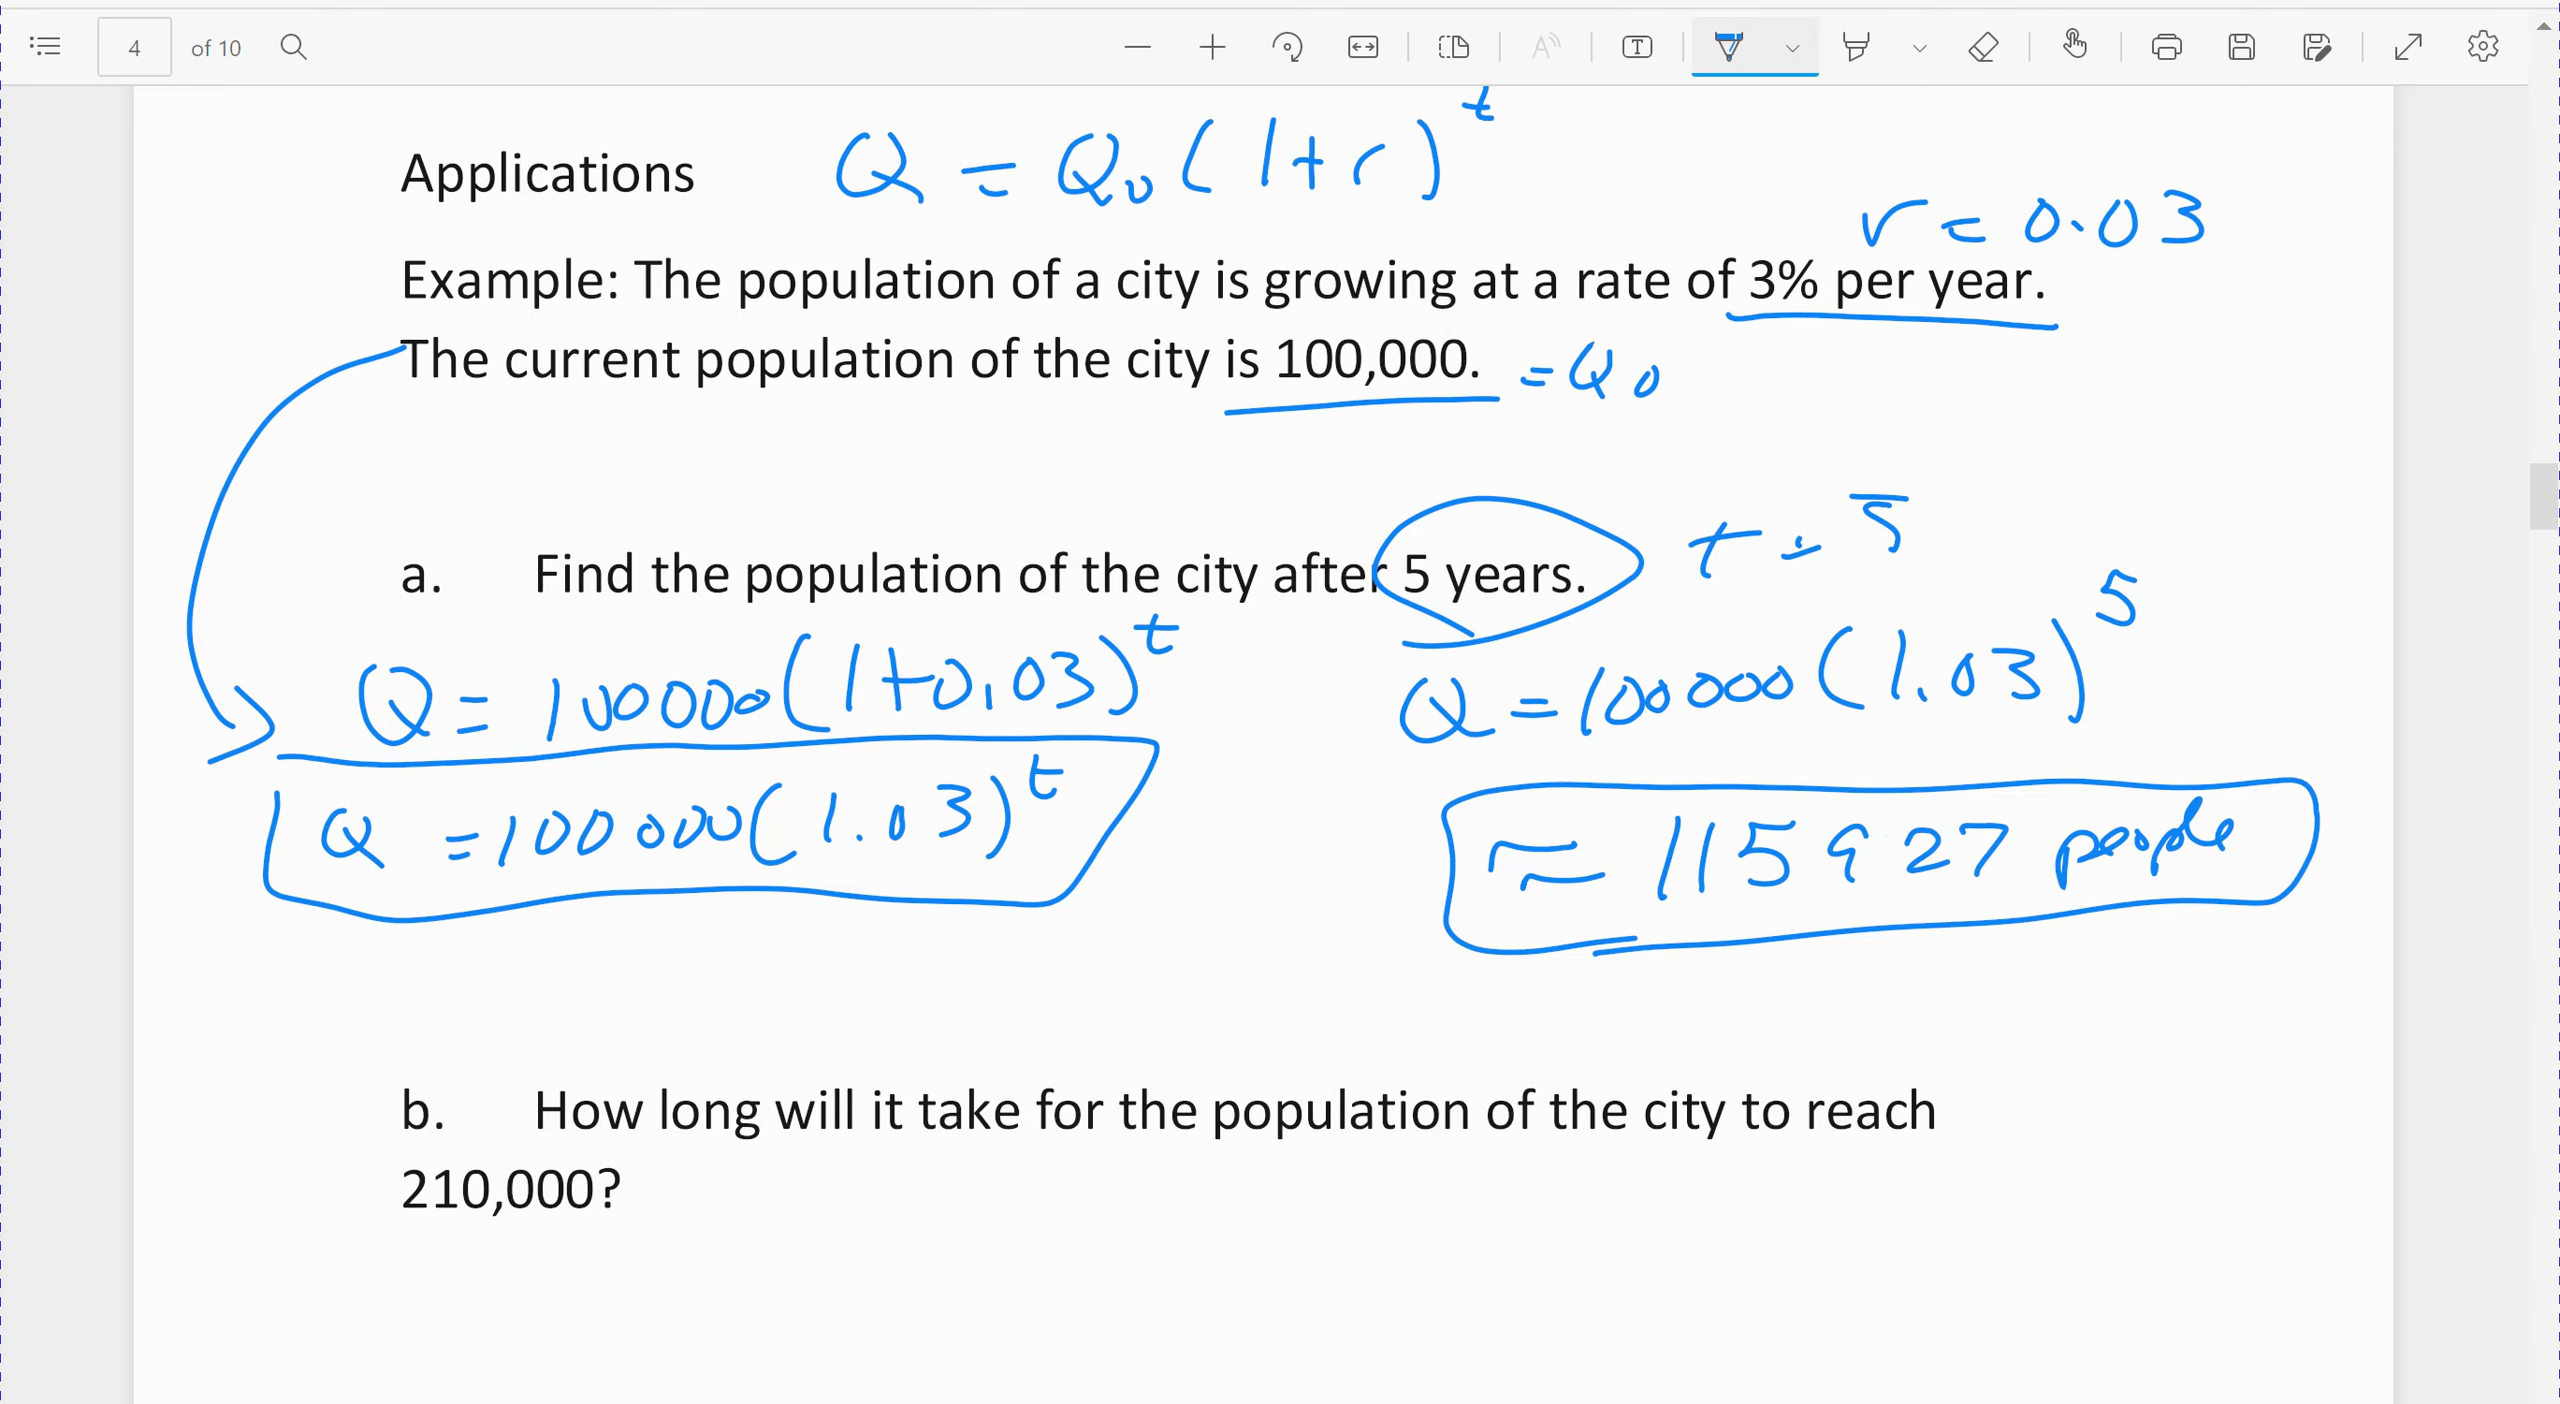 4 of 10
Applications Q = Q₀(1+r)^t
r = 0.03
Example: The population of a city is growing at a rate of 3% per year.
The current population of the city is 100,000. = Q₀
a. Find the population of the city after 5 years. t = 5
Q = 100000(1+0.03)^t
Q = 100000(1.03)^5
Q = 100000(1.03)^t
≈ 115927 people
b. How long will it take for the population of the city to reach
210,000?